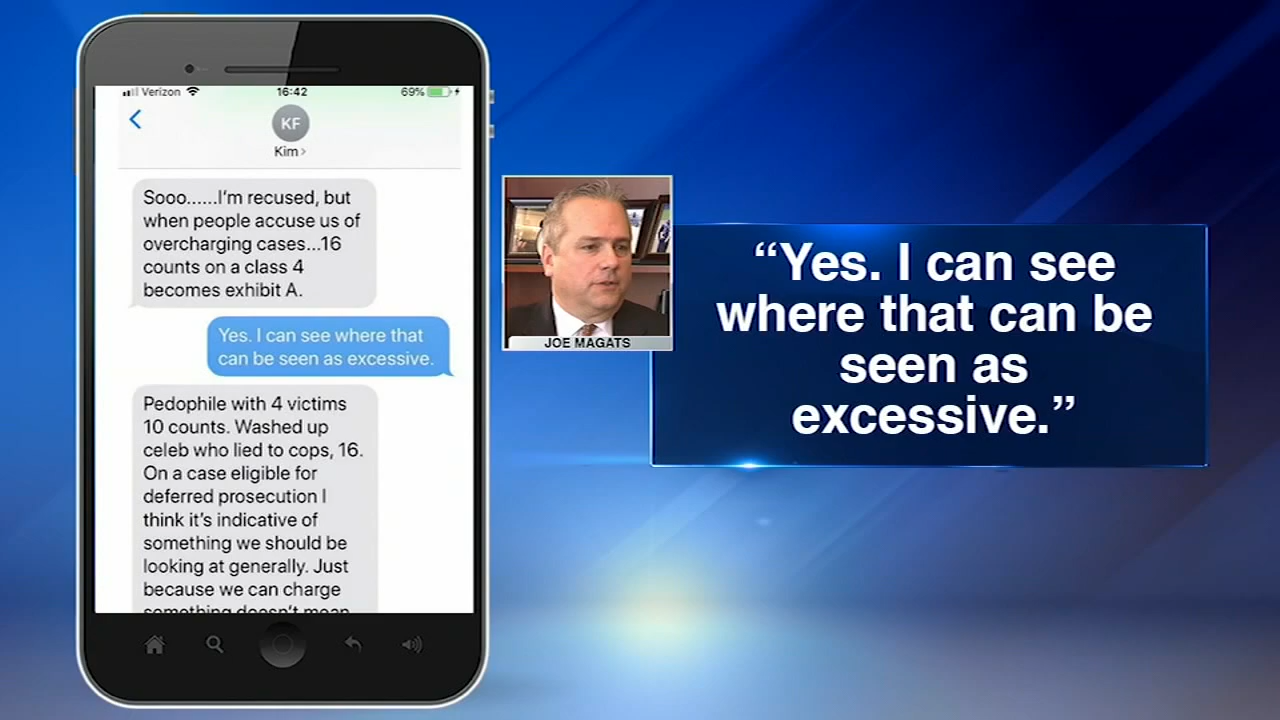 Verizon 16:42 69%
KF
Kim >
Sooo......I'm recused, but
when people accuse us of
overcharging cases...16
counts on a class 4
becomes exhibit A.
Yes. I can see where that
can be seen as excessive.
Pedophile with 4 victims
10 counts. Washed up
celeb who lied to cops, 16.
On a case eligible for
deferred prosecution I
think it's indicative of
something we should be
looking at generally. Just
because we can charge
something doesn't mean
JOE MAGATS
“Yes. I can see
where that can be
seen as
excessive.”